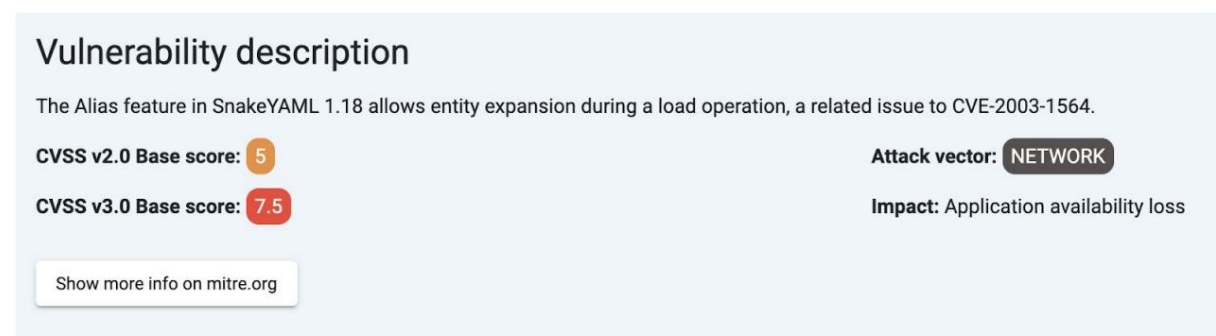 Vulnerability description
The Alias feature in SnakeYAML 1.18 allows entity expansion during a load operation, a related issue to CVE-2003-1564.
CVSS v2.0 Base score: 5
Attack vector: NETWORK
CVSS v3.0 Base score: 7.5
Impact: Application availability loss
Show more info on mitre.org